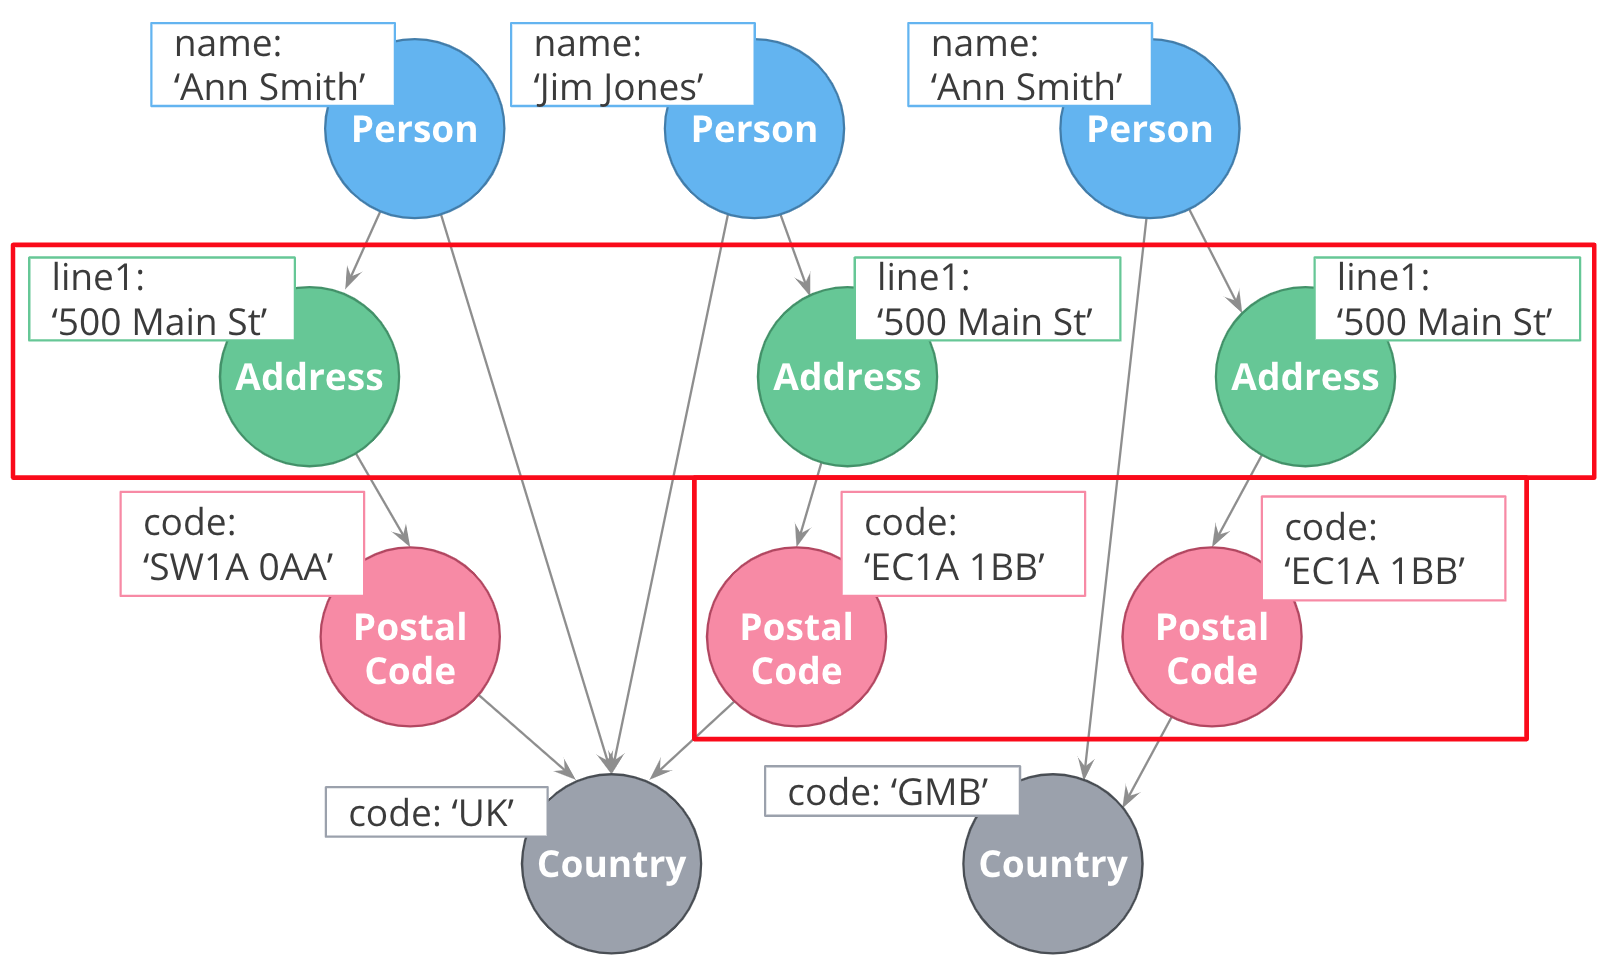 name:
‘Ann Smith’
Person
name:
‘Jim Jones’
Person
name:
‘Ann Smith’
Person
line1:
‘500 Main St’
Address
line1:
‘500 Main St’
Address
line1:
‘500 Main St’
Address
code:
‘SW1A 0AA’
Postal
Code
code:
‘EC1A 1BB’
Postal
Code
code:
‘EC1A 1BB’
Postal
Code
code: ‘UK’
Country
code: ‘GMB’
Country